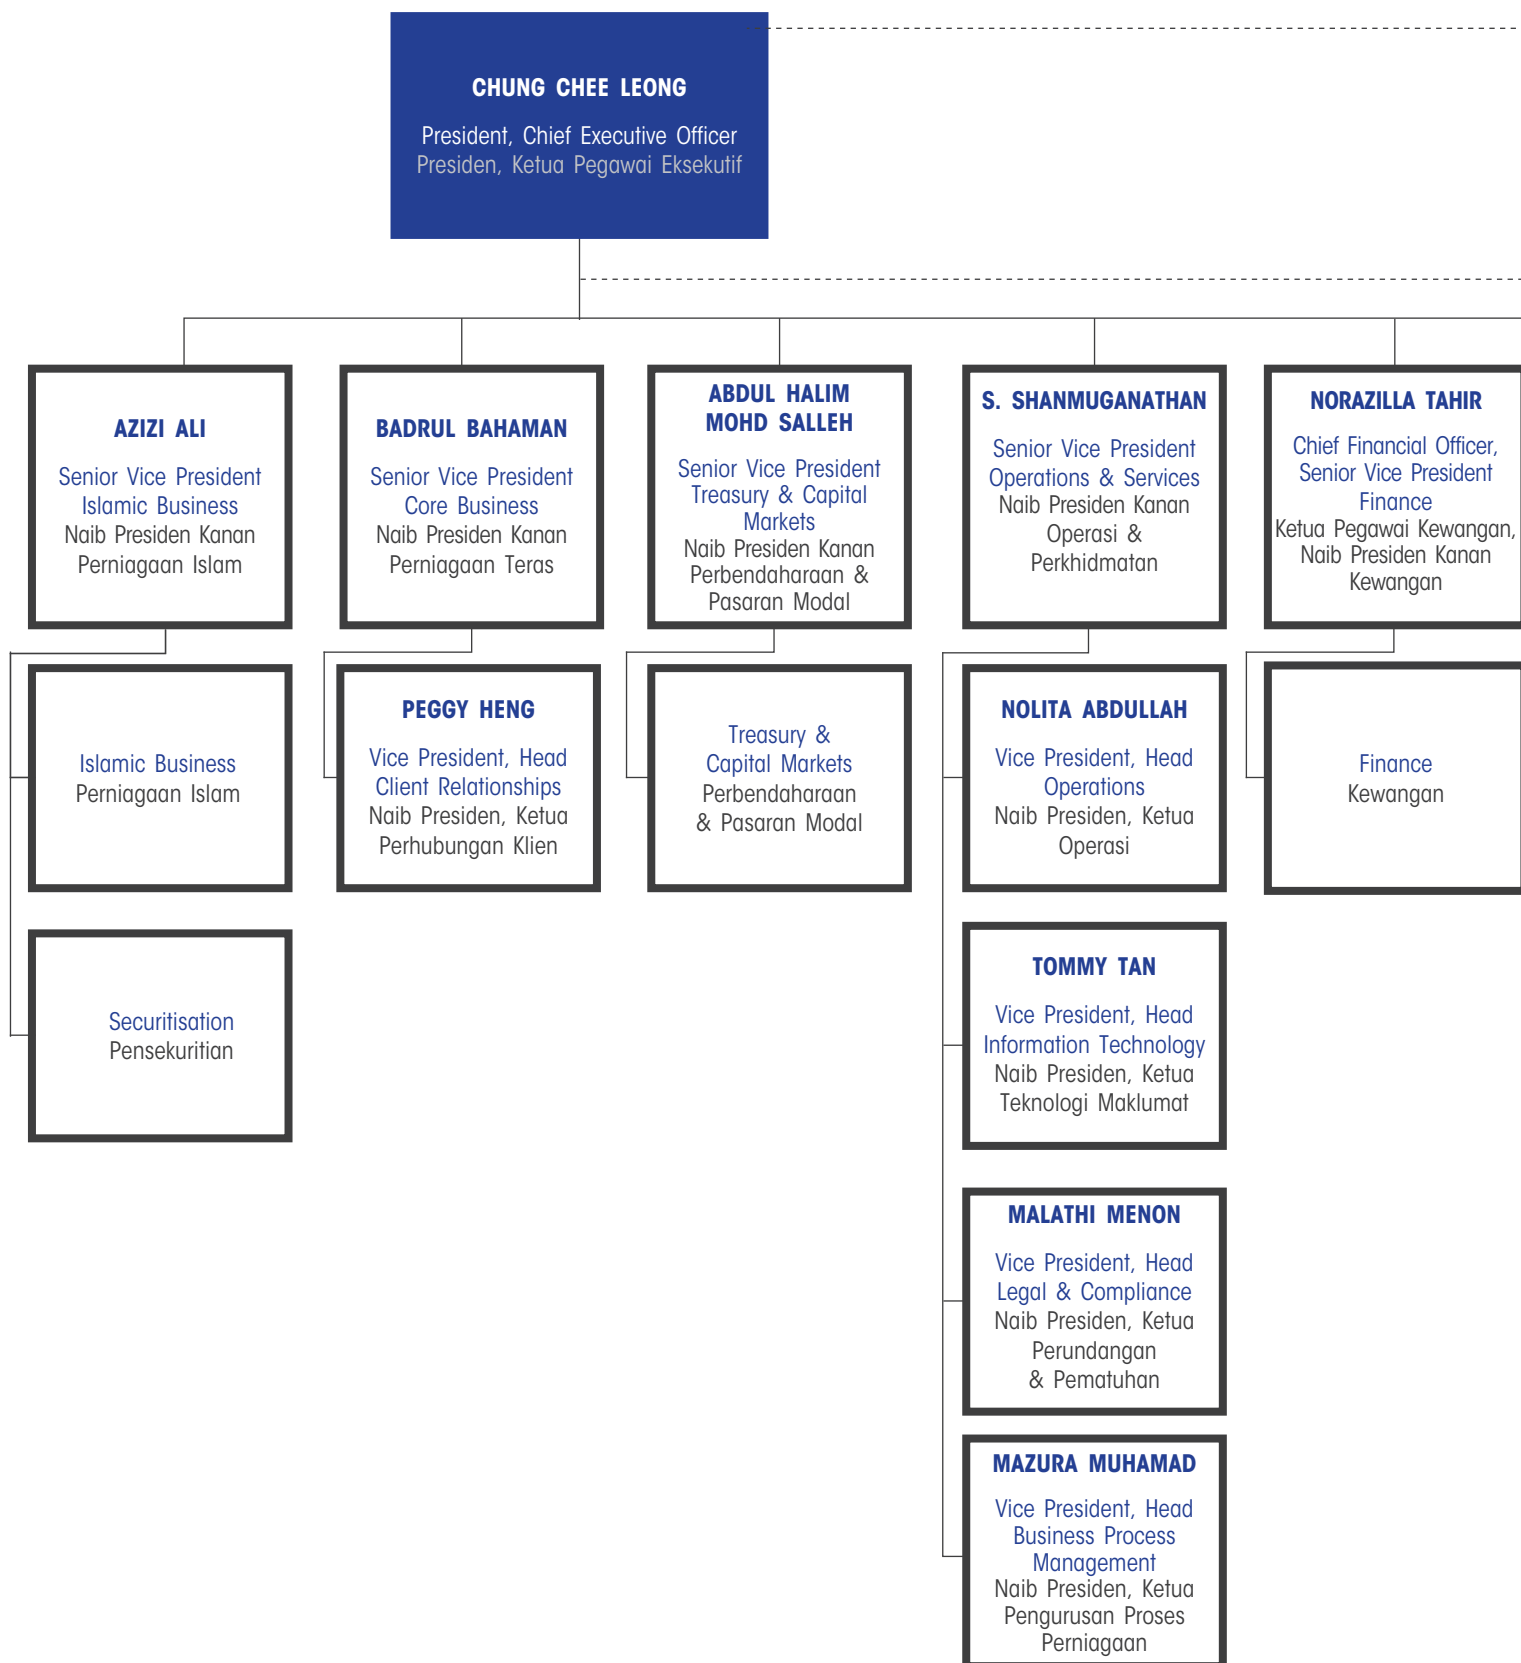 CHUNG CHEE LEONG
President, Chief Executive Officer
Presiden, Ketua Pegawai Eksekutif
AZIZI ALI
Senior Vice President
Islamic Business
Naib Presiden Kanan
Perniagaan Islam
BADRUL BAHAMAN
Senior Vice President
Core Business
Naib Presiden Kanan
Perniagaan Teras
ABDUL HALIM
MOHD SALLEH
Senior Vice President
Treasury & Capital
Markets
Naib Presiden Kanan
Perbendaharaan &
Pasaran Modal
S. SHANMUGANATHAN
Senior Vice President
Operations & Services
Naib Presiden Kanan
Operasi &
Perkhidmatan
NORAZILLA TAHIR
Chief Financial Officer,
Senior Vice President
Finance
Ketua Pegawai Kewangan,
Naib Presiden Kanan
Kewangan
Islamic Business
Perniagaan Islam
PEGGY HENG
Vice President, Head
Client Relationships
Naib Presiden, Ketua
Perhubungan Klien
Treasury &
Capital Markets
Perbendaharaan
& Pasaran Modal
NOLITA ABDULLAH
Vice President, Head
Operations
Naib Presiden, Ketua
Operasi
Finance
Kewangan
Securitisation
Pensekuritian
TOMMY TAN
Vice President, Head
Information Technology
Naib Presiden, Ketua
Teknologi Maklumat
MALATHI MENON
Vice President, Head
Legal & Compliance
Naib Presiden, Ketua
Perundangan
& Pematuhan
MAZURA MUHAMAD
Vice President, Head
Business Process
Management
Naib Presiden, Ketua
Pengurusan Proses
Perniagaan